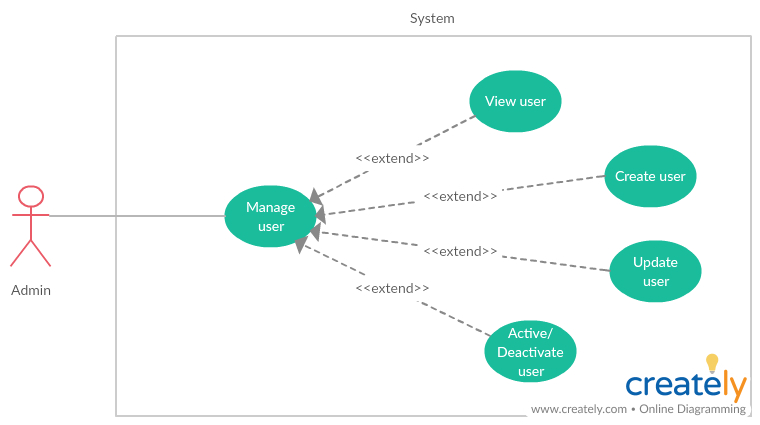 System
View user
<<extend>>
Create user
<<extend>>
Manage
user
Update
user
<<extend>>
<<extend>>
Admin
Active/
Deactivate
user
creately
www.creately.com • Online Diagramming